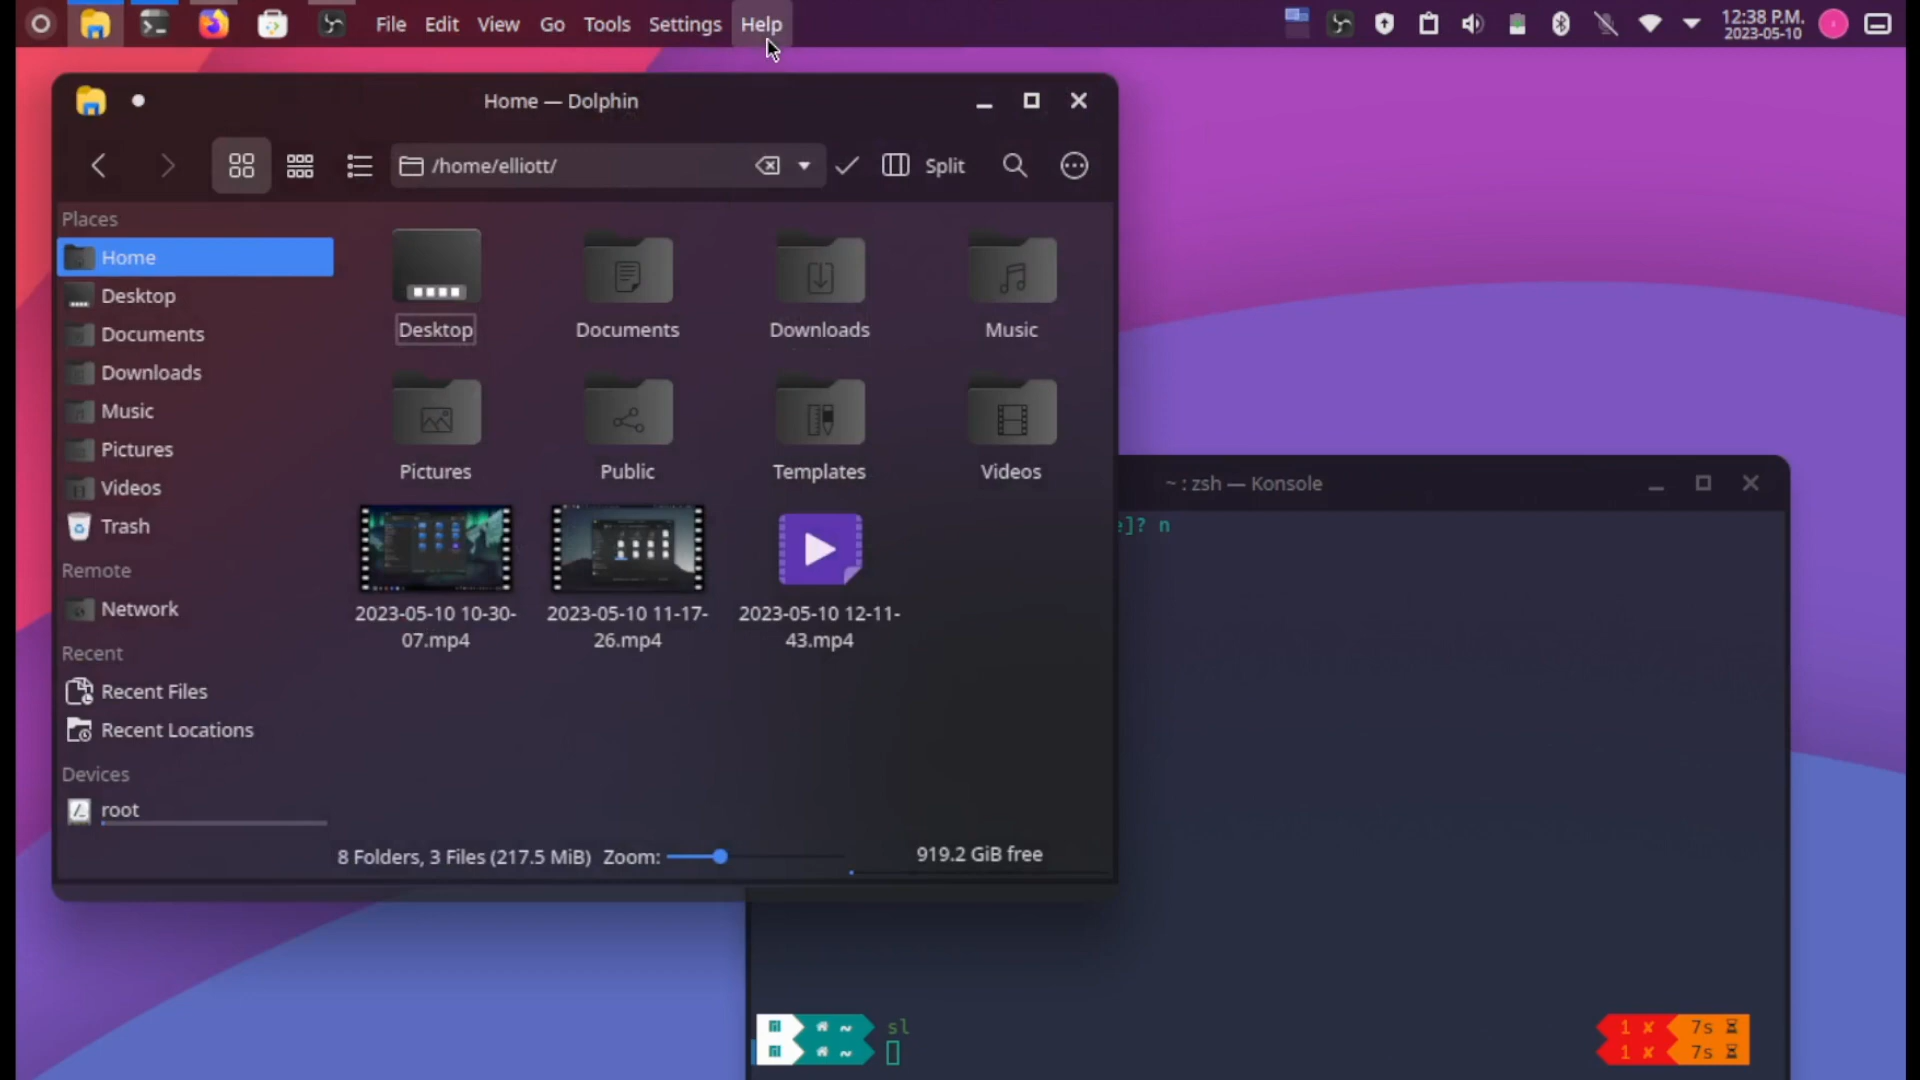 File Edit View Go Tools Settings Help
12:38 P.M.
2023-05-10
Home — Dolphin
/home/elliott/
Split
Places
Home
Desktop
Documents
Downloads
Music
Pictures
Videos
Trash
Remote
Network
Recent
Recent Files
Recent Locations
Devices
root
Desktop Documents Downloads Music
Pictures Public Templates Videos
2023-05-10 10-30-
07.mp4
2023-05-10 11-17-
26.mp4
2023-05-10 12-11-
43.mp4
8 Folders, 3 Files (217.5 MiB) Zoom: 919.2 GiB free
~ : zsh — Konsole
]? n
~ sl 1 ✘ 7s
~ 1 ✘ 7s